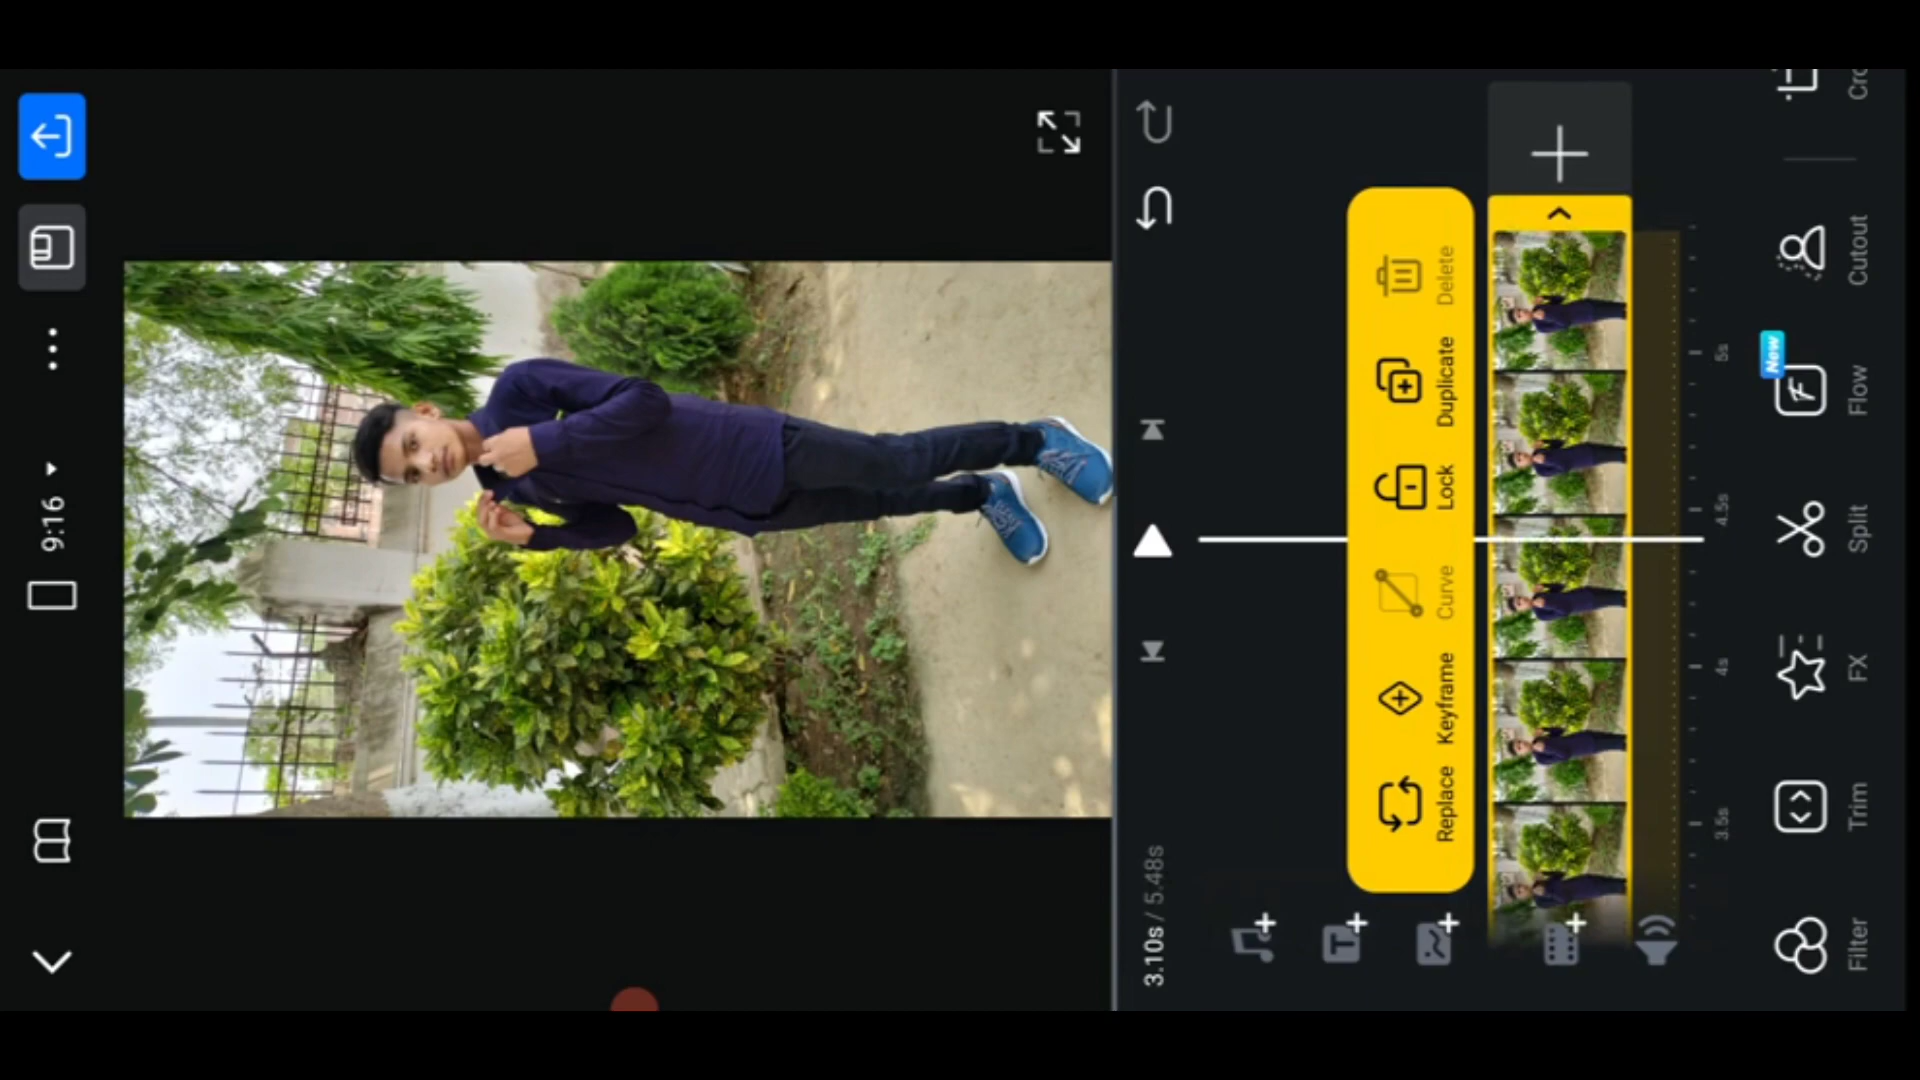 9:16
3.10s / 5.48s
Replace
Keyframe
Curve
Lock
Duplicate
Delete
3.5s
4s
4.5s
5s
Filter
Trim
FX
Split
Flow
New
Cutout
Cro